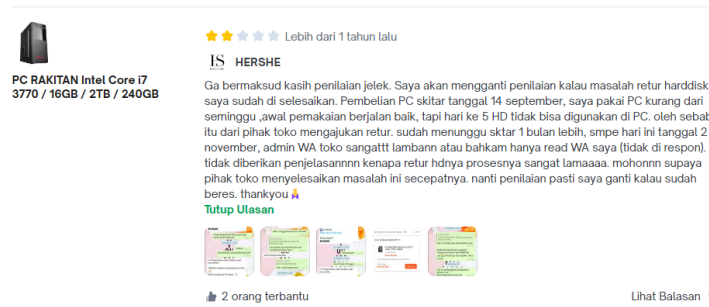 Lebih dari 1 tahun lalu
IS
HERSHE
PC RAKITAN Intel Core i7
3770 / 16GB / 2TB / 240GB
Ga bermaksud kasih penilaian jelek. Saya akan mengganti penilaian kalau masalah retur harddisk
saya sudah di selesaikan. Pembelian PC skitar tanggal 14 september, saya pakai PC kurang dari
seminggu ,awal pemakaian berjalan baik, tapi hari ke 5 HD tidak bisa digunakan di PC. oleh sebab
itu dari pihak toko mengajukan retur. sudah menunggu sktar 1 bulan lebih, smpe hari ini tanggal 2
november, admin WA toko sangattt lambann atau bahkam hanya read WA saya (tidak di respon).
tidak diberikan penjelasannnn kenapa retur hdnya prosesnya sangat lamaaaa. mohonnn supaya
pihak toko menyelesaikan masalah ini secepatnya. nanti penilaian pasti saya ganti kalau sudah
beres. thankyou
Tutup Ulasan
2 orang terbantu
Lihat Balasan